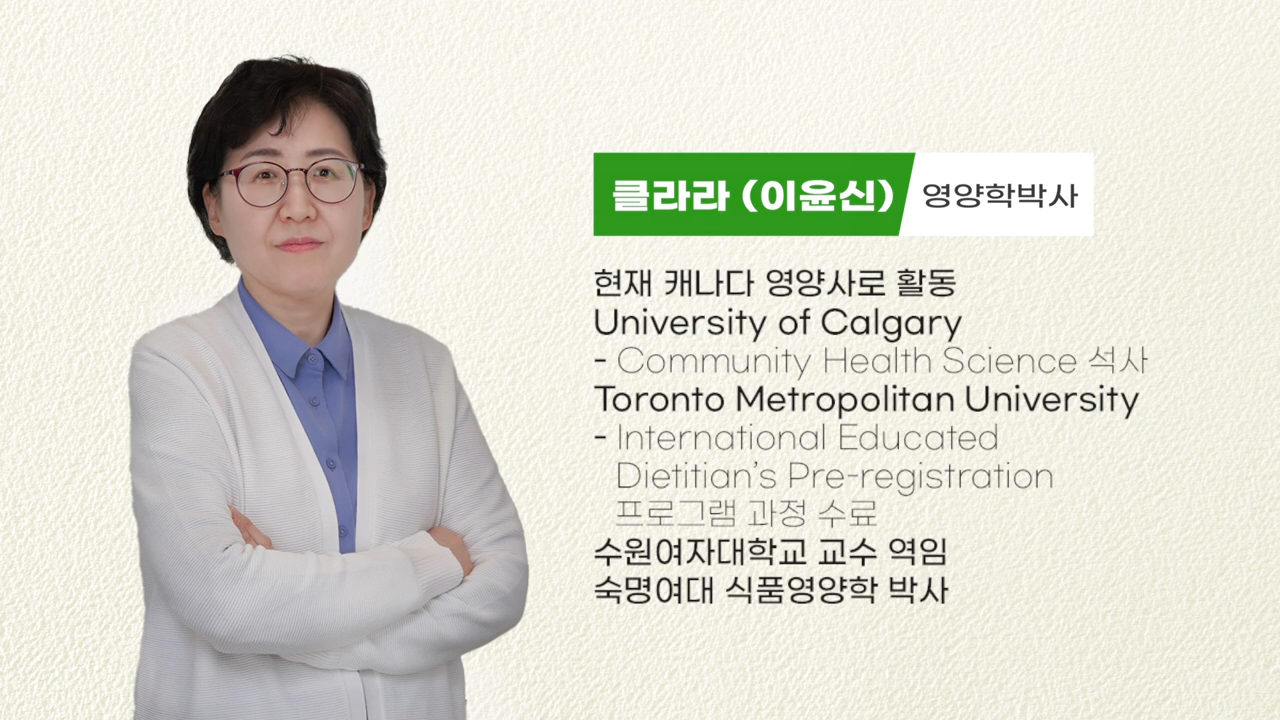 클라라 (이윤신) 영양학박사
현재 캐나다 영양사로 활동
University of Calgary
- Community Health Science 석사
Toronto Metropolitan University
- International Educated
Dietitian's Pre-registration
프로그램 과정 수료
수원여자대학교 교수 역임
숙명여대 식품영양학 박사